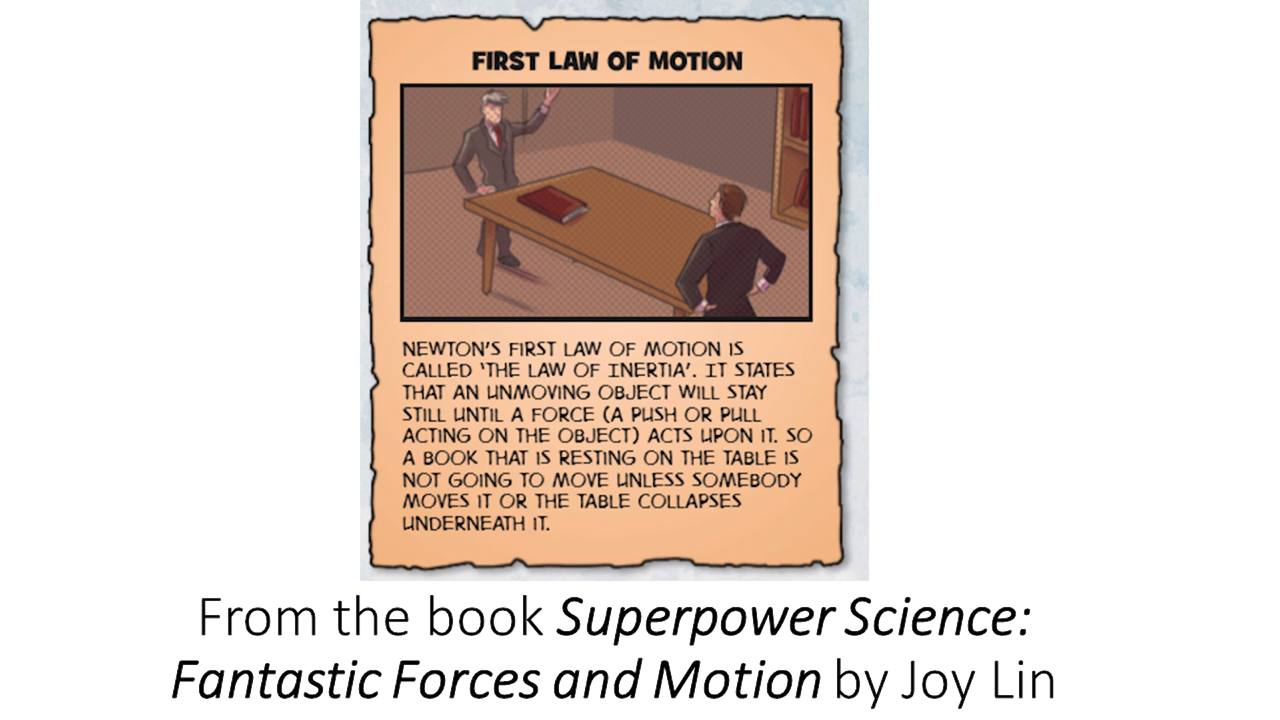 FIRST LAW OF MOTION
NEWTON'S FIRST LAW OF MOTION IS
CALLED 'THE LAW OF INERTIA'. IT STATES
THAT AN UNMOVING OBJECT WILL STAY
STILL UNTIL A FORCE (A PUSH OR PULL
ACTING ON THE OBJECT) ACTS UPON IT. SO
A BOOK THAT IS RESTING ON THE TABLE IS
NOT GOING TO MOVE UNLESS SOMEBODY
MOVES IT OR THE TABLE COLLAPSES
UNDERNEATH IT.
From the book Superpower Science:
Fantastic Forces and Motion by Joy Lin